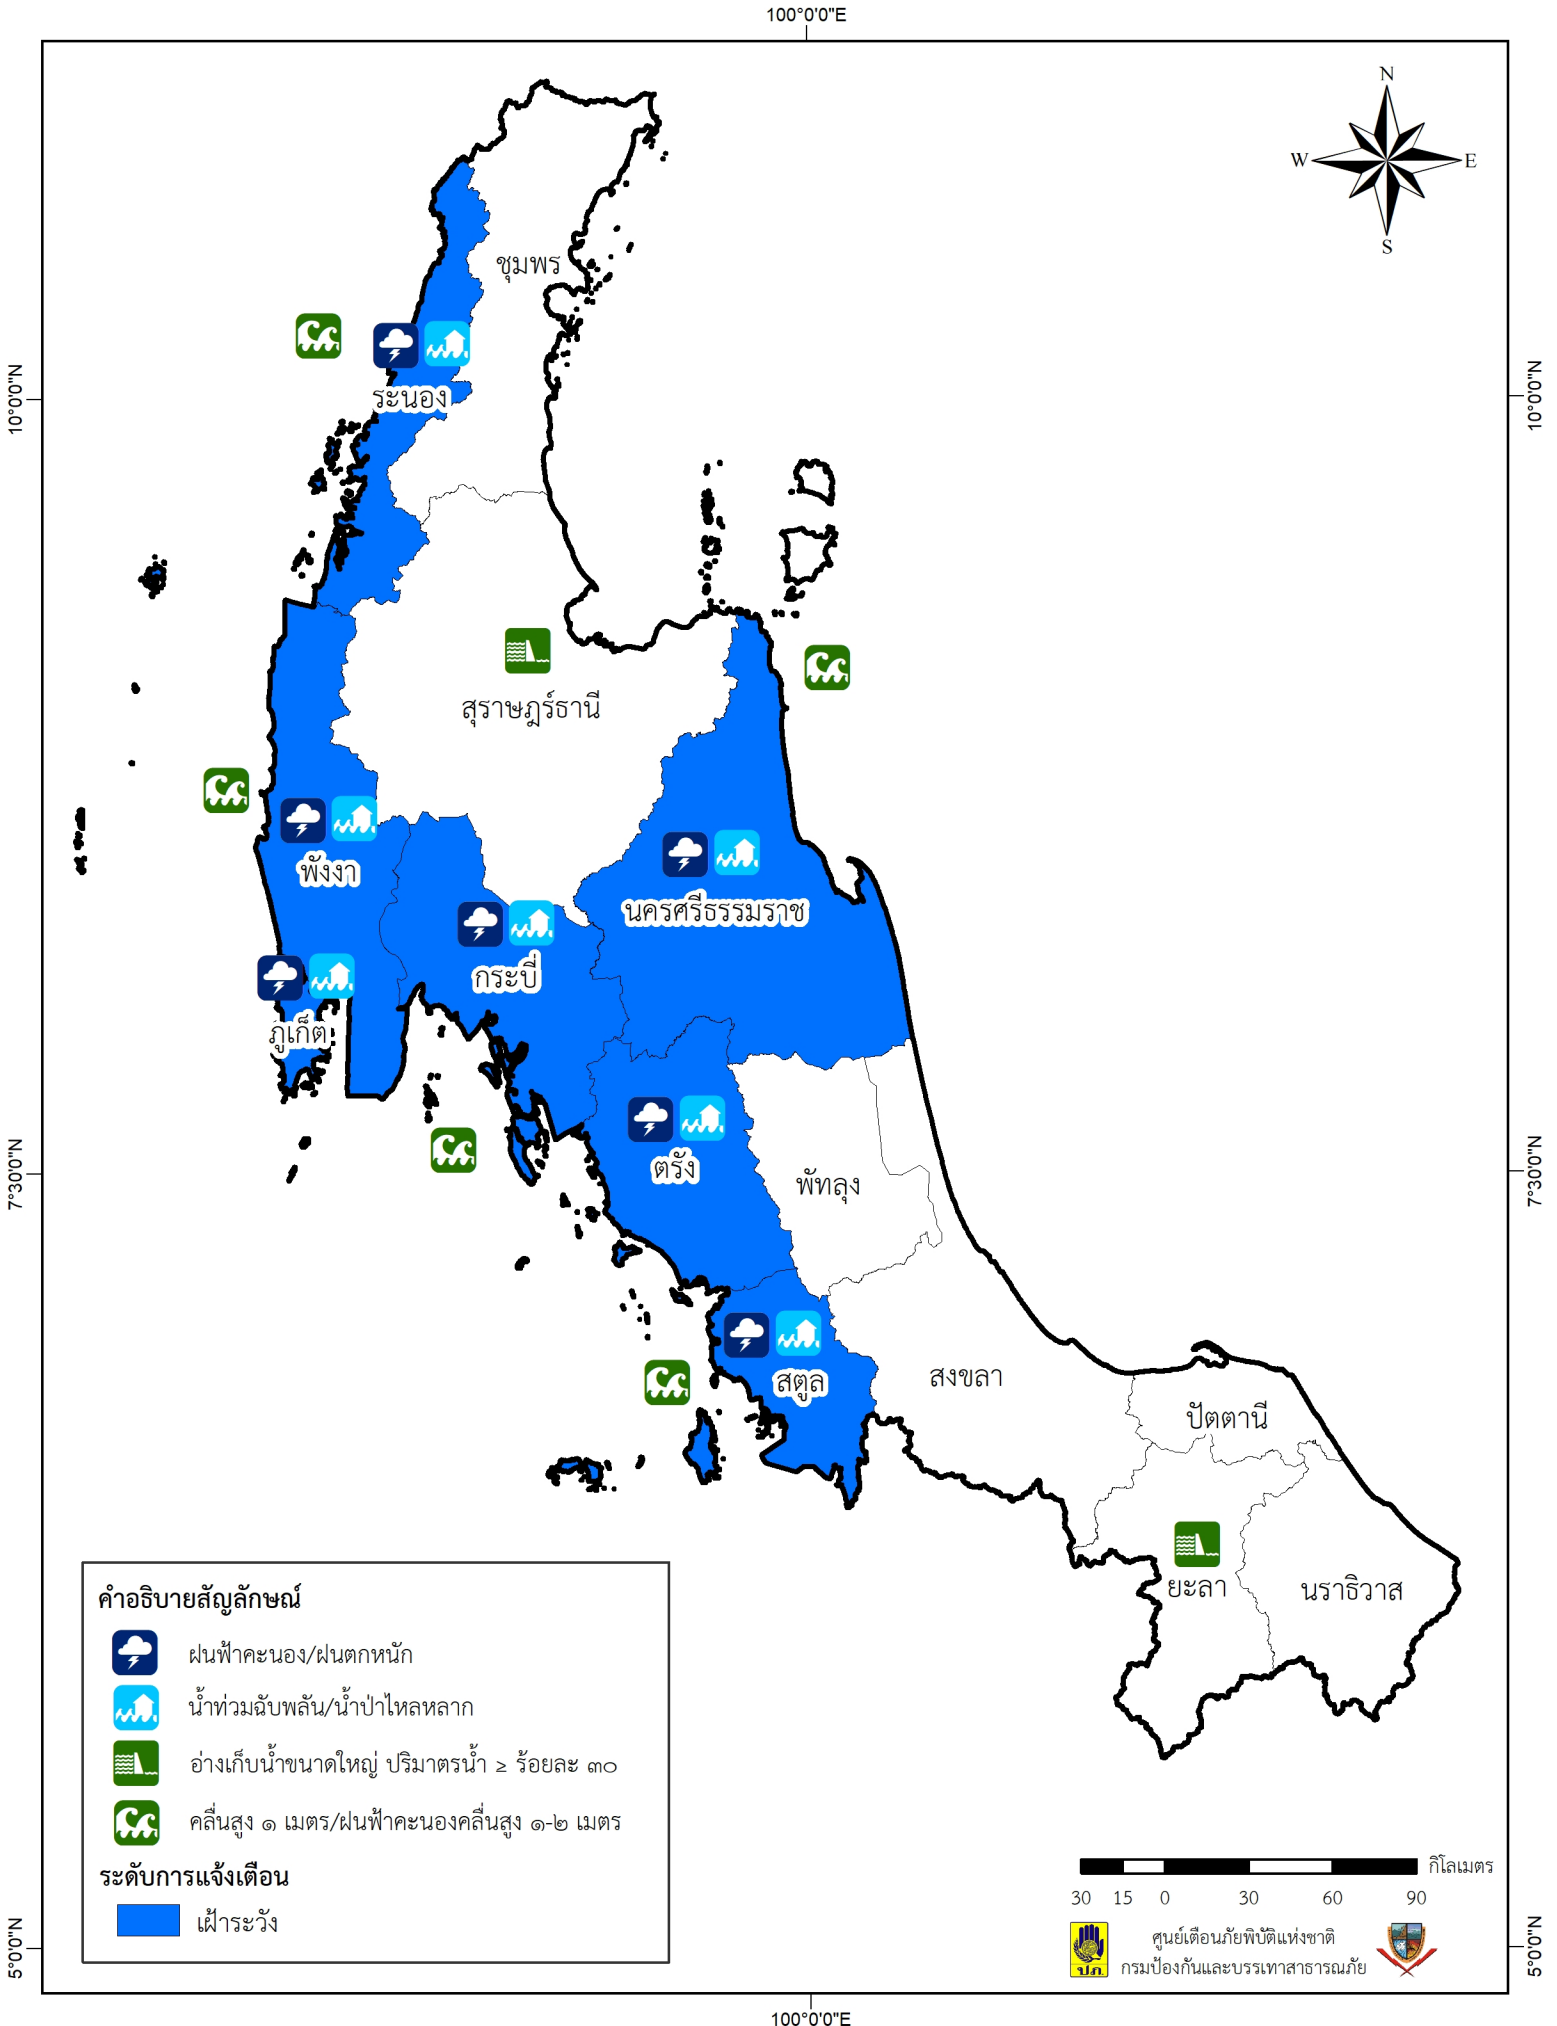 100°0'0"E
N
W
E
S
ชุมพร
ระนอง
10°0'0"N
10°0'0"N
สุราษฎร์ธานี
พังงา
นครศรีธรรมราช
กระบี่
ภูเก็ต
ตรัง
พัทลุง
7°30'0"N
7°30'0"N
สตูล
สงขลา
ปัตตานี
ยะลา
นราธิวาส
คำอธิบายสัญลักษณ์
ฝนฟ้าคะนอง/ฝนตกหนัก
น้ำท่วมฉับพลัน/น้ำป่าไหลหลาก
อ่างเก็บน้ำขนาดใหญ่ ปริมาตรน้ำ ≥ ร้อยละ ๓๐
คลื่นสูง ๑ เมตร/ฝนฟ้าคะนองคลื่นสูง ๑-๒ เมตร
ระดับการแจ้งเตือน
เฝ้าระวัง
กิโลเมตร
30 15 0 30 60 90
ศูนย์เตือนภัยพิบัติแห่งชาติ
กรมป้องกันและบรรเทาสาธารณภัย
ปภ.
5°0'0"N
5°0'0"N
100°0'0"E